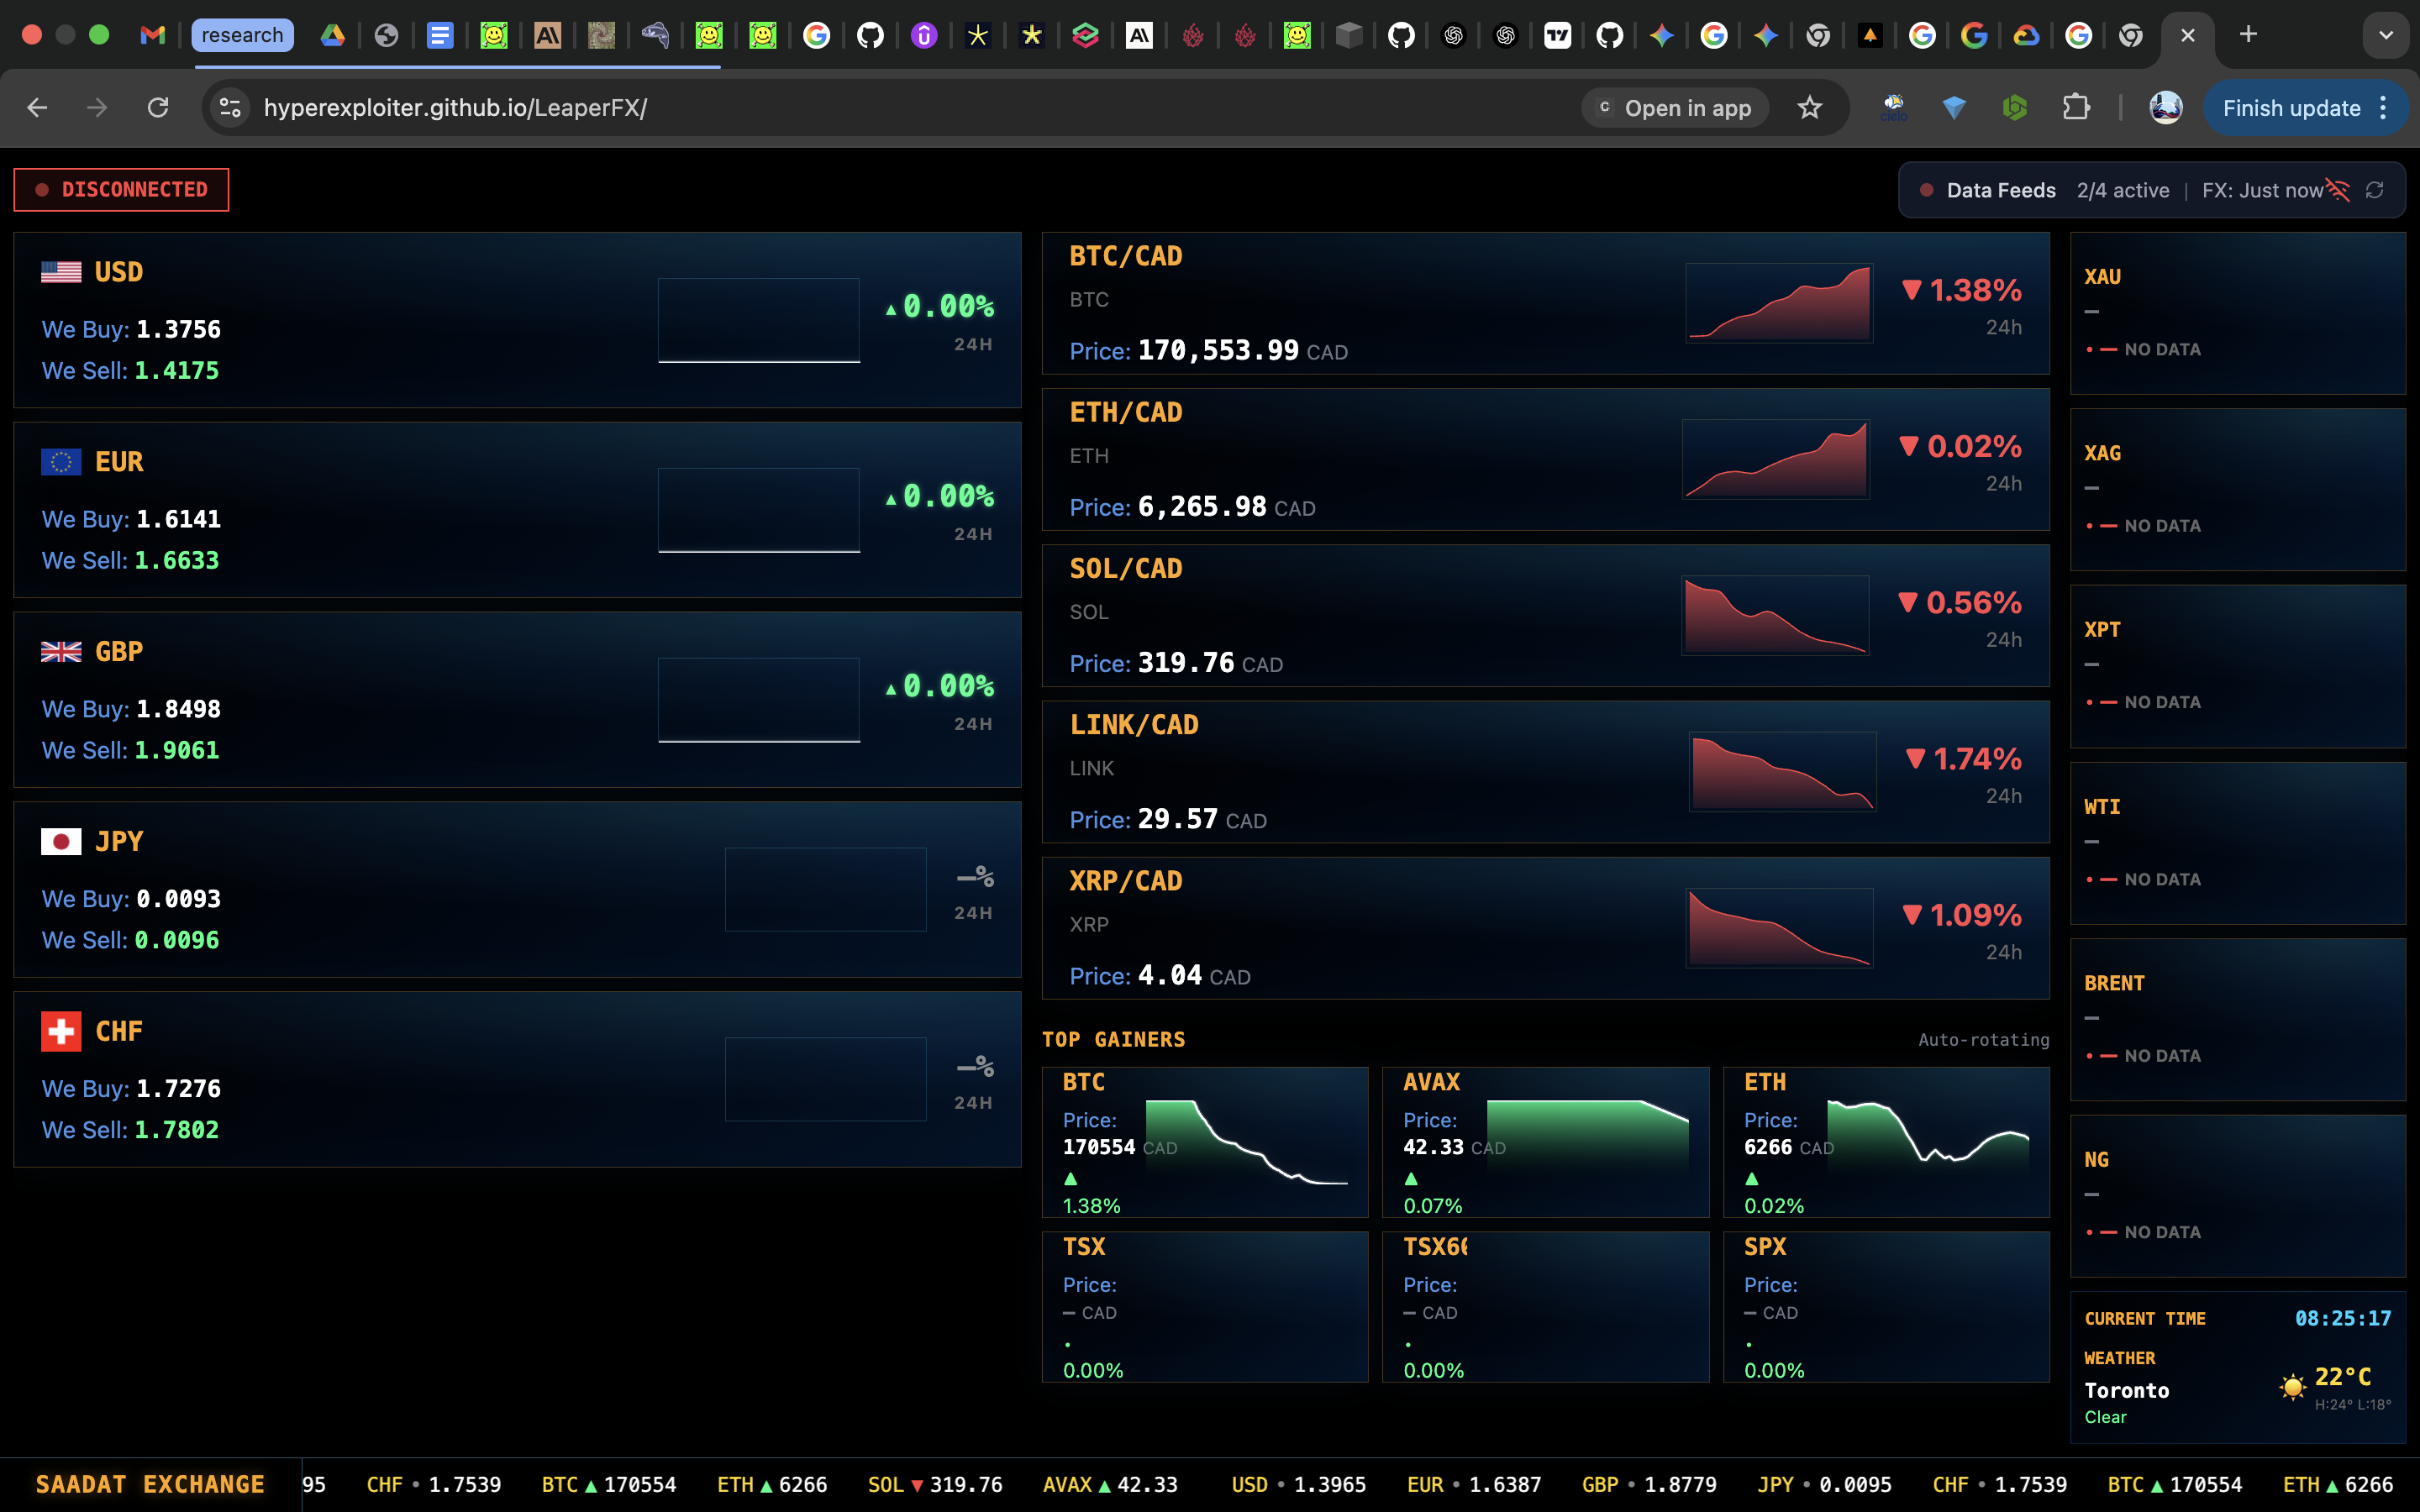 research
hyperexploiter.github.io/LeaperFX/
Open in app
cielo
Finish update
DISCONNECTED
Data Feeds 2/4 active | FX: Just now
USD
We Buy: 1.3756
We Sell: 1.4175
▲0.00%
24H
EUR
We Buy: 1.6141
We Sell: 1.6633
▲0.00%
24H
GBP
We Buy: 1.8498
We Sell: 1.9061
▲0.00%
24H
JPY
We Buy: 0.0093
We Sell: 0.0096
—%
24H
CHF
We Buy: 1.7276
We Sell: 1.7802
—%
24H
BTC/CAD
BTC
Price: 170,553.99 CAD
▼1.38%
24h
ETH/CAD
ETH
Price: 6,265.98 CAD
▼0.02%
24h
SOL/CAD
SOL
Price: 319.76 CAD
▼0.56%
24h
LINK/CAD
LINK
Price: 29.57 CAD
▼1.74%
24h
XRP/CAD
XRP
Price: 4.04 CAD
▼1.09%
24h
TOP GAINERS
Auto-rotating
BTC
Price:
170554 CAD
▲
1.38%
AVAX
Price:
42.33 CAD
▲
0.07%
ETH
Price:
6266 CAD
▲
0.02%
TSX
Price:
— CAD
•
0.00%
TSX60
Price:
— CAD
•
0.00%
SPX
Price:
— CAD
•
0.00%
XAU
—
• — NO DATA
XAG
—
• — NO DATA
XPT
—
• — NO DATA
WTI
—
• — NO DATA
BRENT
—
• — NO DATA
NG
—
• — NO DATA
CURRENT TIME 08:25:17
WEATHER
Toronto
Clear
22°C
H:24° L:18°
SAADAT EXCHANGE
95 CHF • 1.7539 BTC ▲ 170554 ETH ▲ 6266 SOL ▼ 319.76 AVAX ▲ 42.33 USD • 1.3965 EUR • 1.6387 GBP • 1.8779 JPY • 0.0095 CHF • 1.7539 BTC ▲ 170554 ETH ▲ 6266